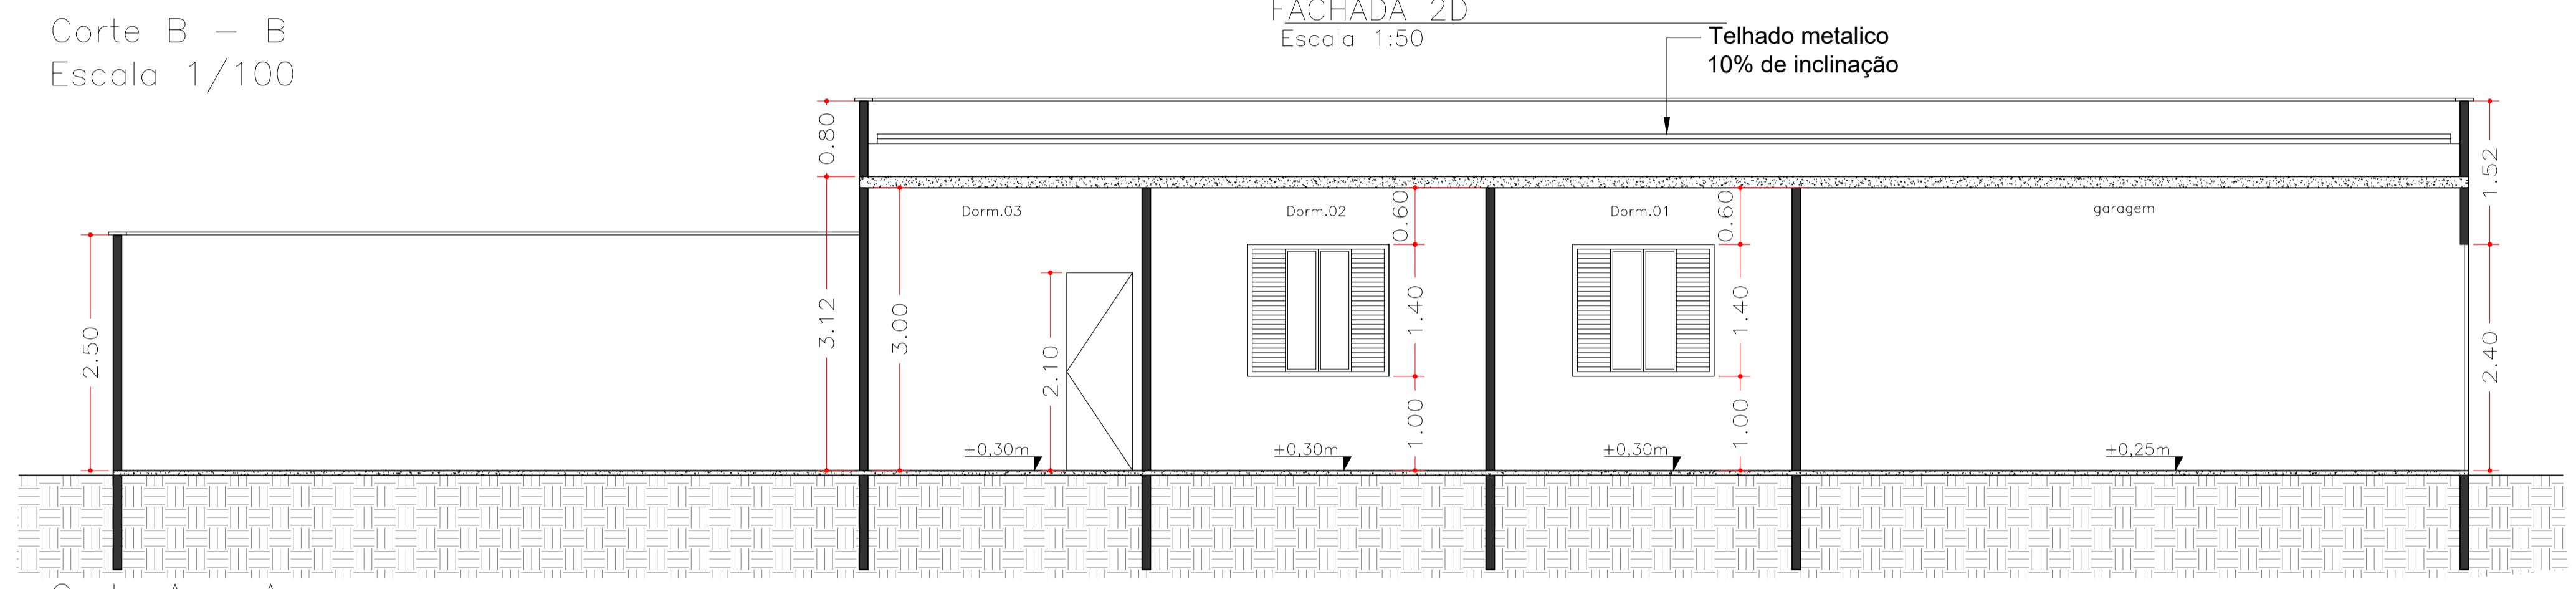 Corte B - B
Escala 1/100
FACHADA 2D
Escala 1:50
Telhado metalico
10% de inclinação
0.80
1.52
Dorm.03
Dorm.02
0.60
Dorm.01
0.60
garagem
2.50
3.12
3.00
2.10
1.40
1.40
2.40
1.00
1.00
+0,30m
+0,30m
+0,30m
+0,25m